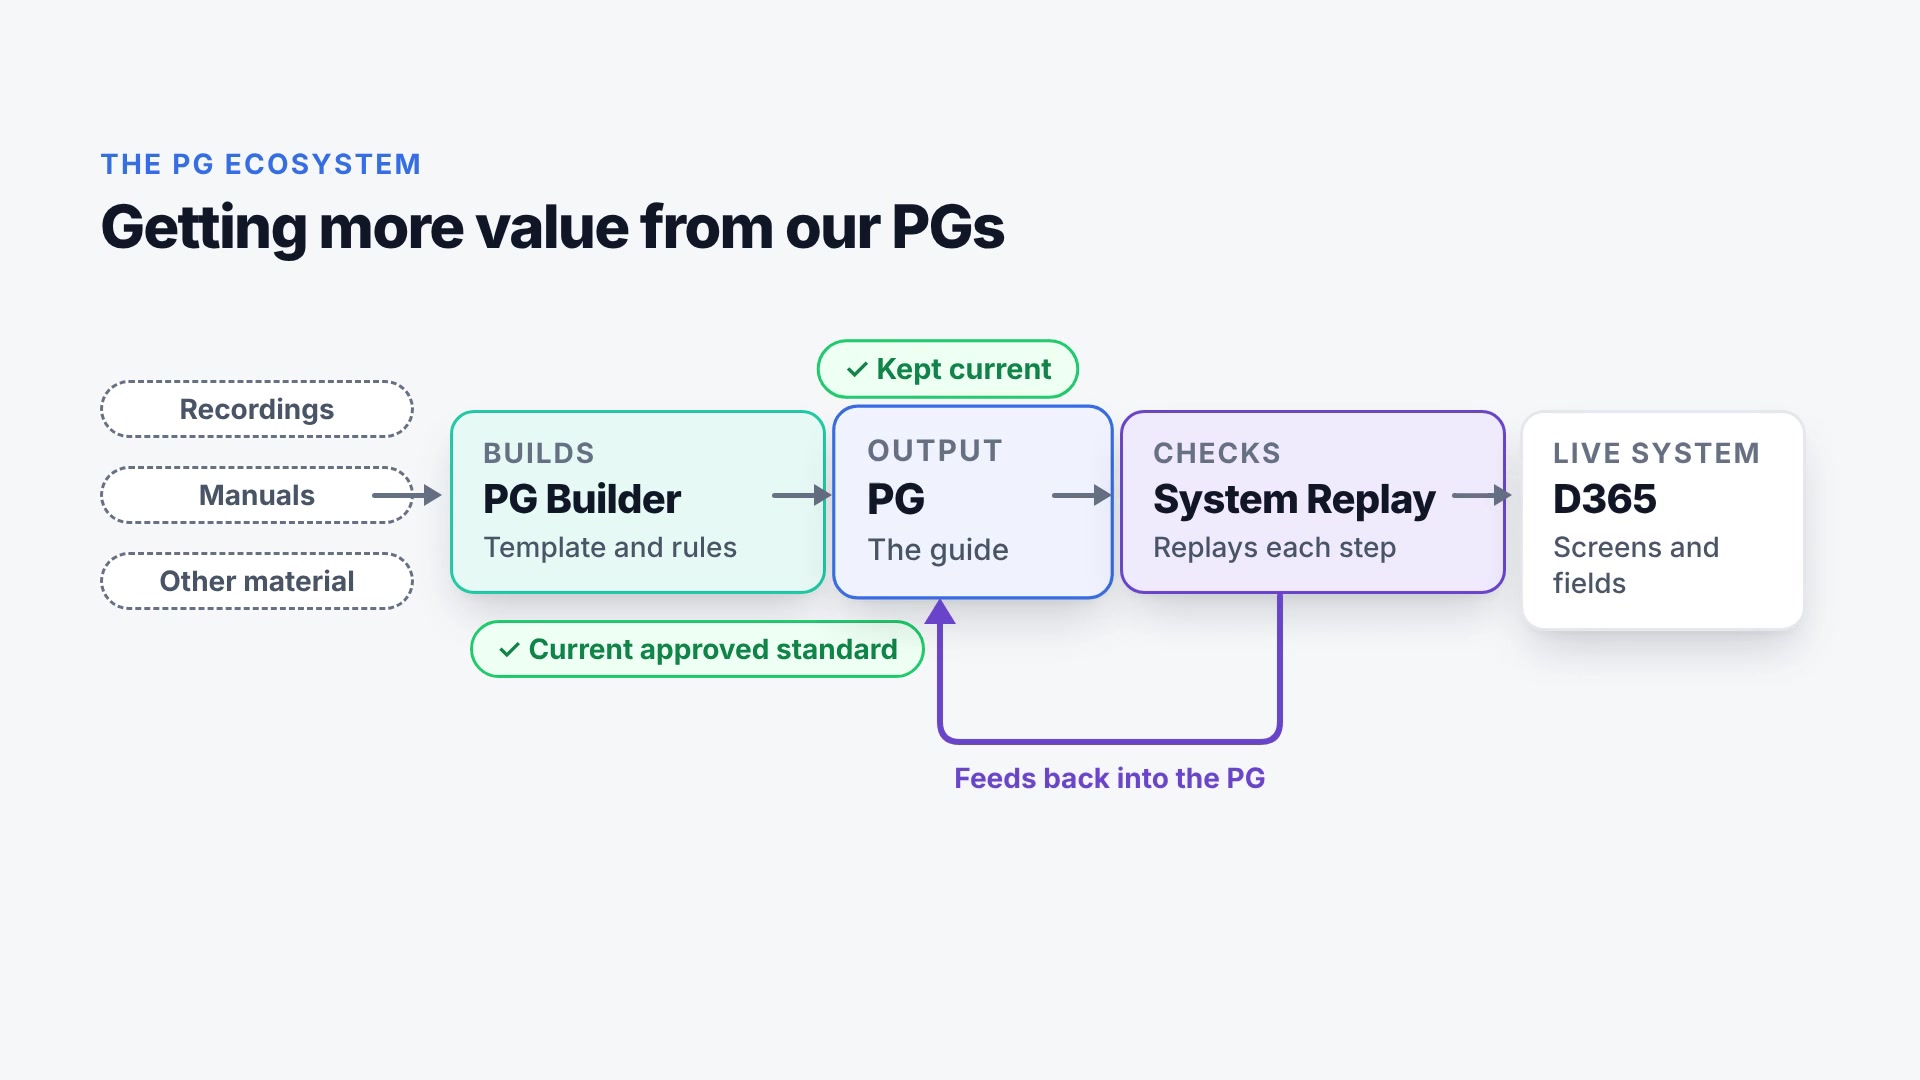 THE PG ECOSYSTEM
Getting more value from our PGs
Recordings
Manuals
Other material
BUILDS
PG Builder
Template and rules
✓ Current approved standard
✓ Kept current
OUTPUT
PG
The guide
CHECKS
System Replay
Replays each step
LIVE SYSTEM
D365
Screens and
fields
Feeds back into the PG